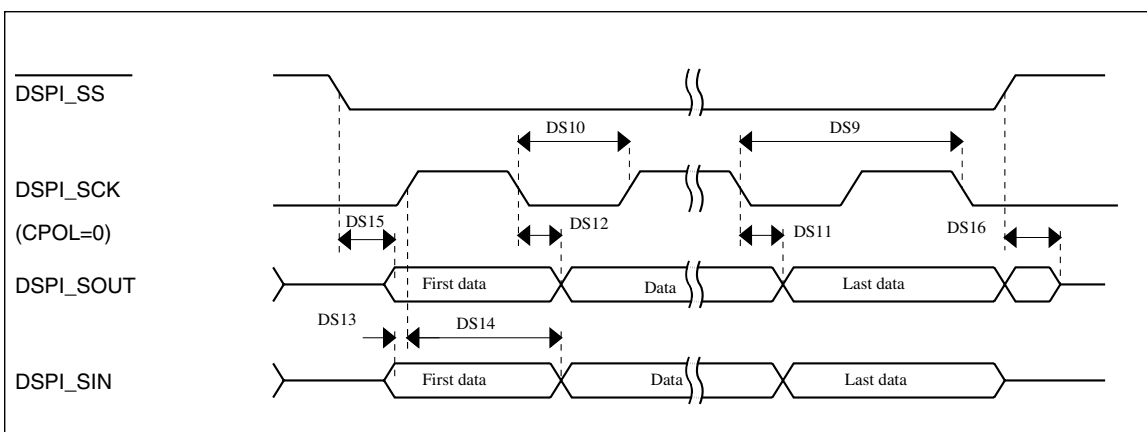 DSPI_SS
DS10
DS9
DSPI_SCK
(CPOL=0)
DS15
DS12
DS11
DS16
DSPI_SOUT
First data
Data
Last data
DS13
DS14
DSPI_SIN
First data
Data
Last data